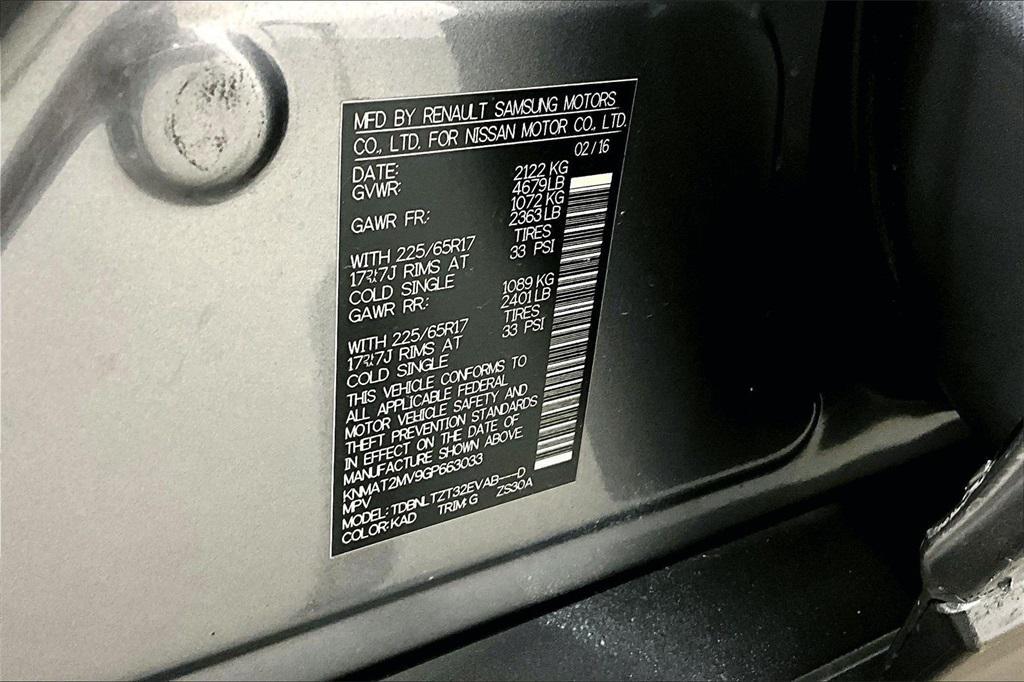 MFD BY RENAULT SAMSUNG MOTORS
CO., LTD. FOR NISSAN MOTOR CO., LTD.
DATE: 02/16
GVWR: 2122 KG
4679 LB
GAWR FR.: 1072 KG
2363 LB
WITH 225/65R17 TIRES
17X7J RIMS AT 33 PSI
COLD SINGLE
GAWR RR.: 1089 KG
2401 LB
WITH 225/65R17 TIRES
17X7J RIMS AT 33 PSI
COLD SINGLE
THIS VEHICLE CONFORMS TO
ALL APPLICABLE FEDERAL
MOTOR VEHICLE SAFETY AND
THEFT PREVENTION STANDARDS
IN EFFECT ON THE DATE OF
MANUFACTURE SHOWN ABOVE
KNMAT2MV9GP663033
MPV
MODEL: TDBNLTZT32EVAB---D
COLOR: KAD TRIM: G ZS30A